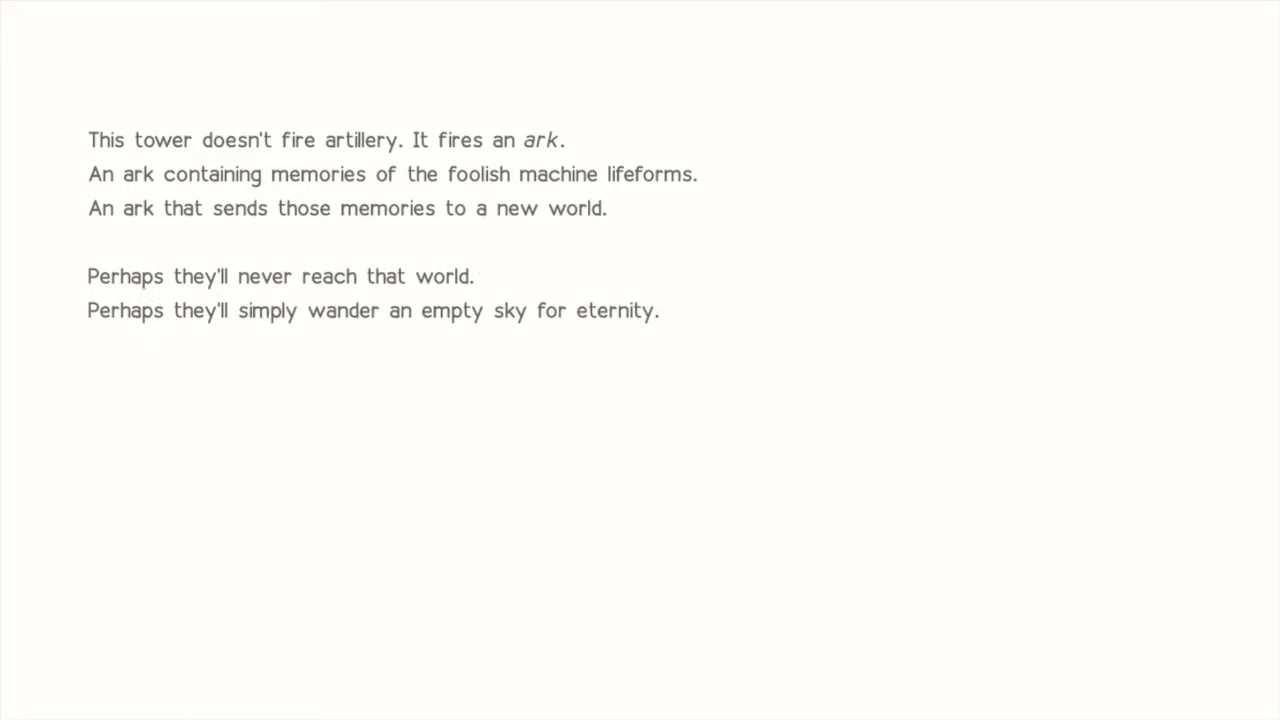 This tower doesn't fire artillery. It fires an ark.
An ark containing memories of the foolish machine lifeforms.
An ark that sends those memories to a new world.
Perhaps they'll never reach that world.
Perhaps they'll simply wander an empty sky for eternity.